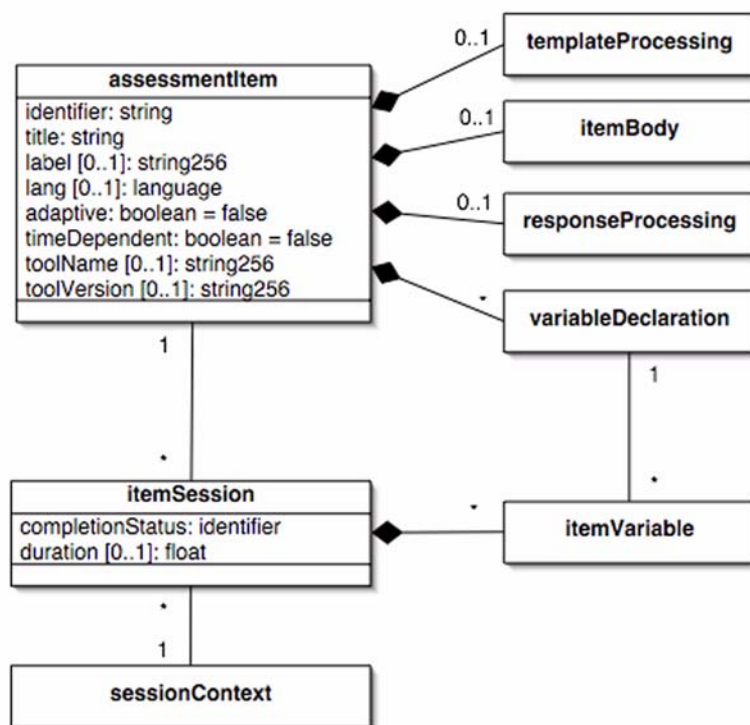 0..1
templateProcessing
assessmentItem
identifier: string
title: string
label [0..1]: string256
lang [0..1]: language
adaptive: boolean = false
timeDependent: boolean = false
toolName [0..1]: string256
toolVersion [0..1]: string256
0..1
itemBody
0..1
responseProcessing
*
variableDeclaration
1
1
*
*
itemSession
completionStatus: identifier
duration [0..1]: float
*
itemVariable
*
1
sessionContext